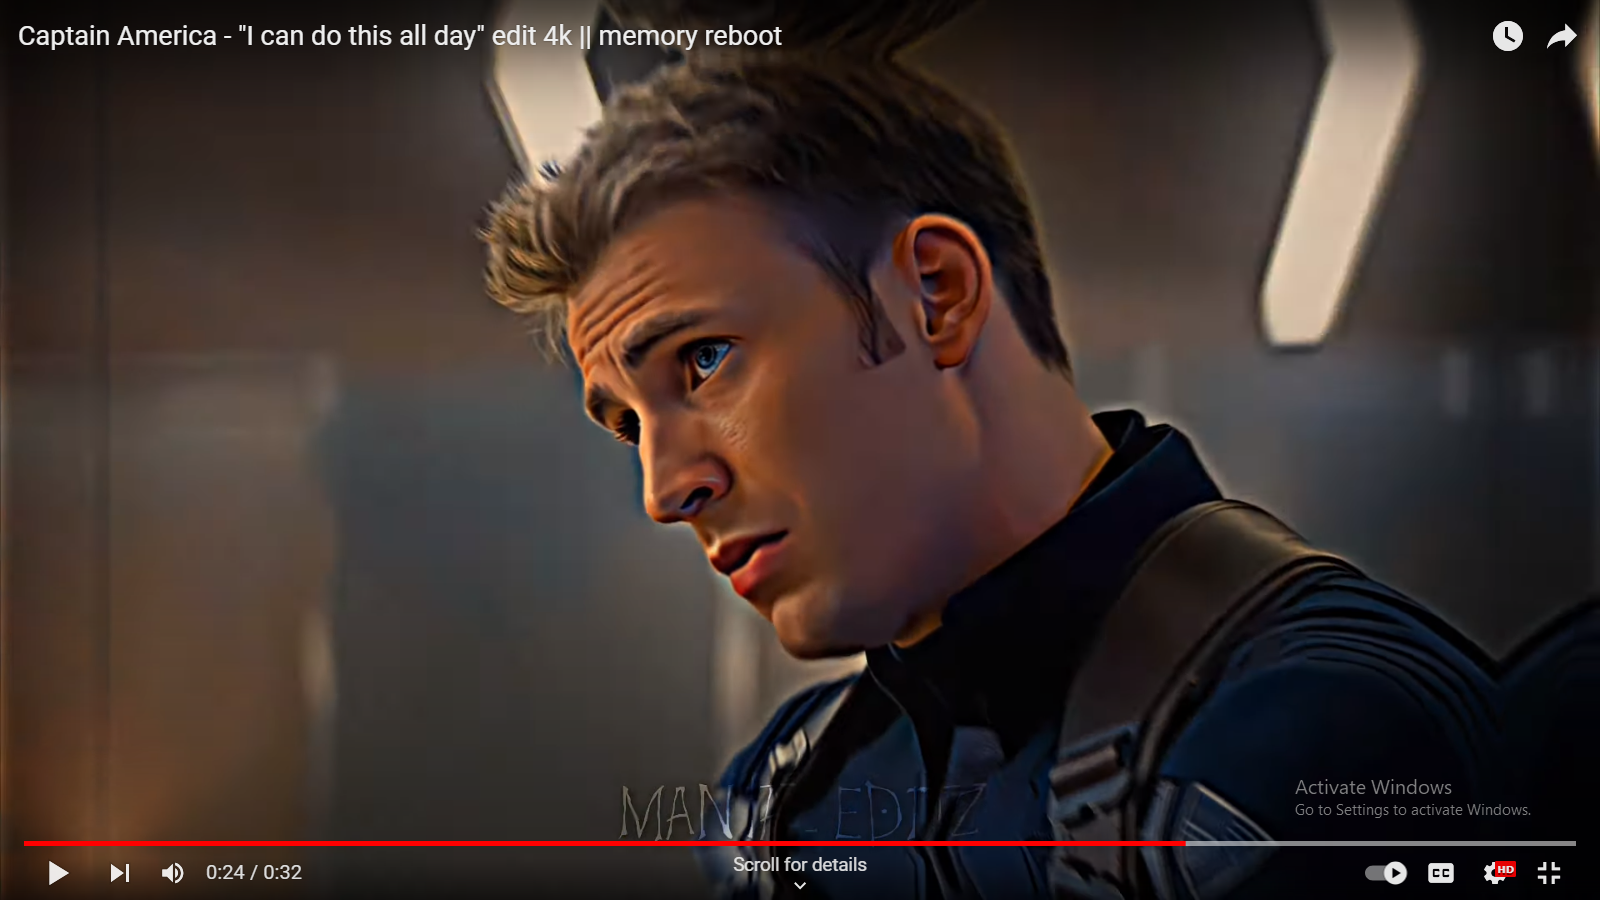 Captain America - "I can do this all day" edit 4k || memory reboot
Activate Windows
Go to Settings to activate Windows.
Scroll for details
0:24 / 0:32
CC
HD